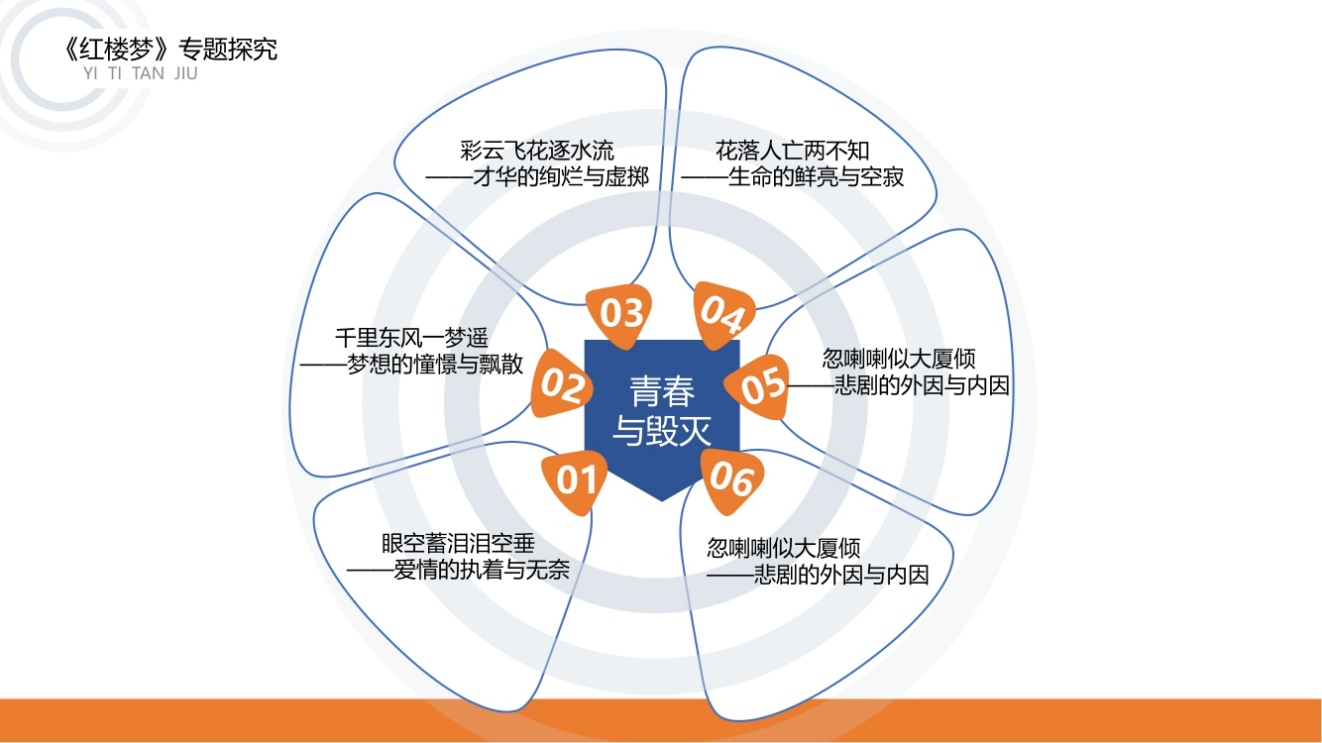 《红楼梦》专题探究
YI TI TAN JIU
彩云飞花逐水流
——才华的绚烂与虚掷
花落人亡两不知
——生命的鲜亮与空寂
千里东风一梦遥
——梦想的憧憬与飘散
忽喇喇似大厦倾
——悲剧的外因与内因
03
04
02
05
青春
与毁灭
01
06
眼空蓄泪泪空垂
——爱情的执着与无奈
忽喇喇似大厦倾
——悲剧的外因与内因